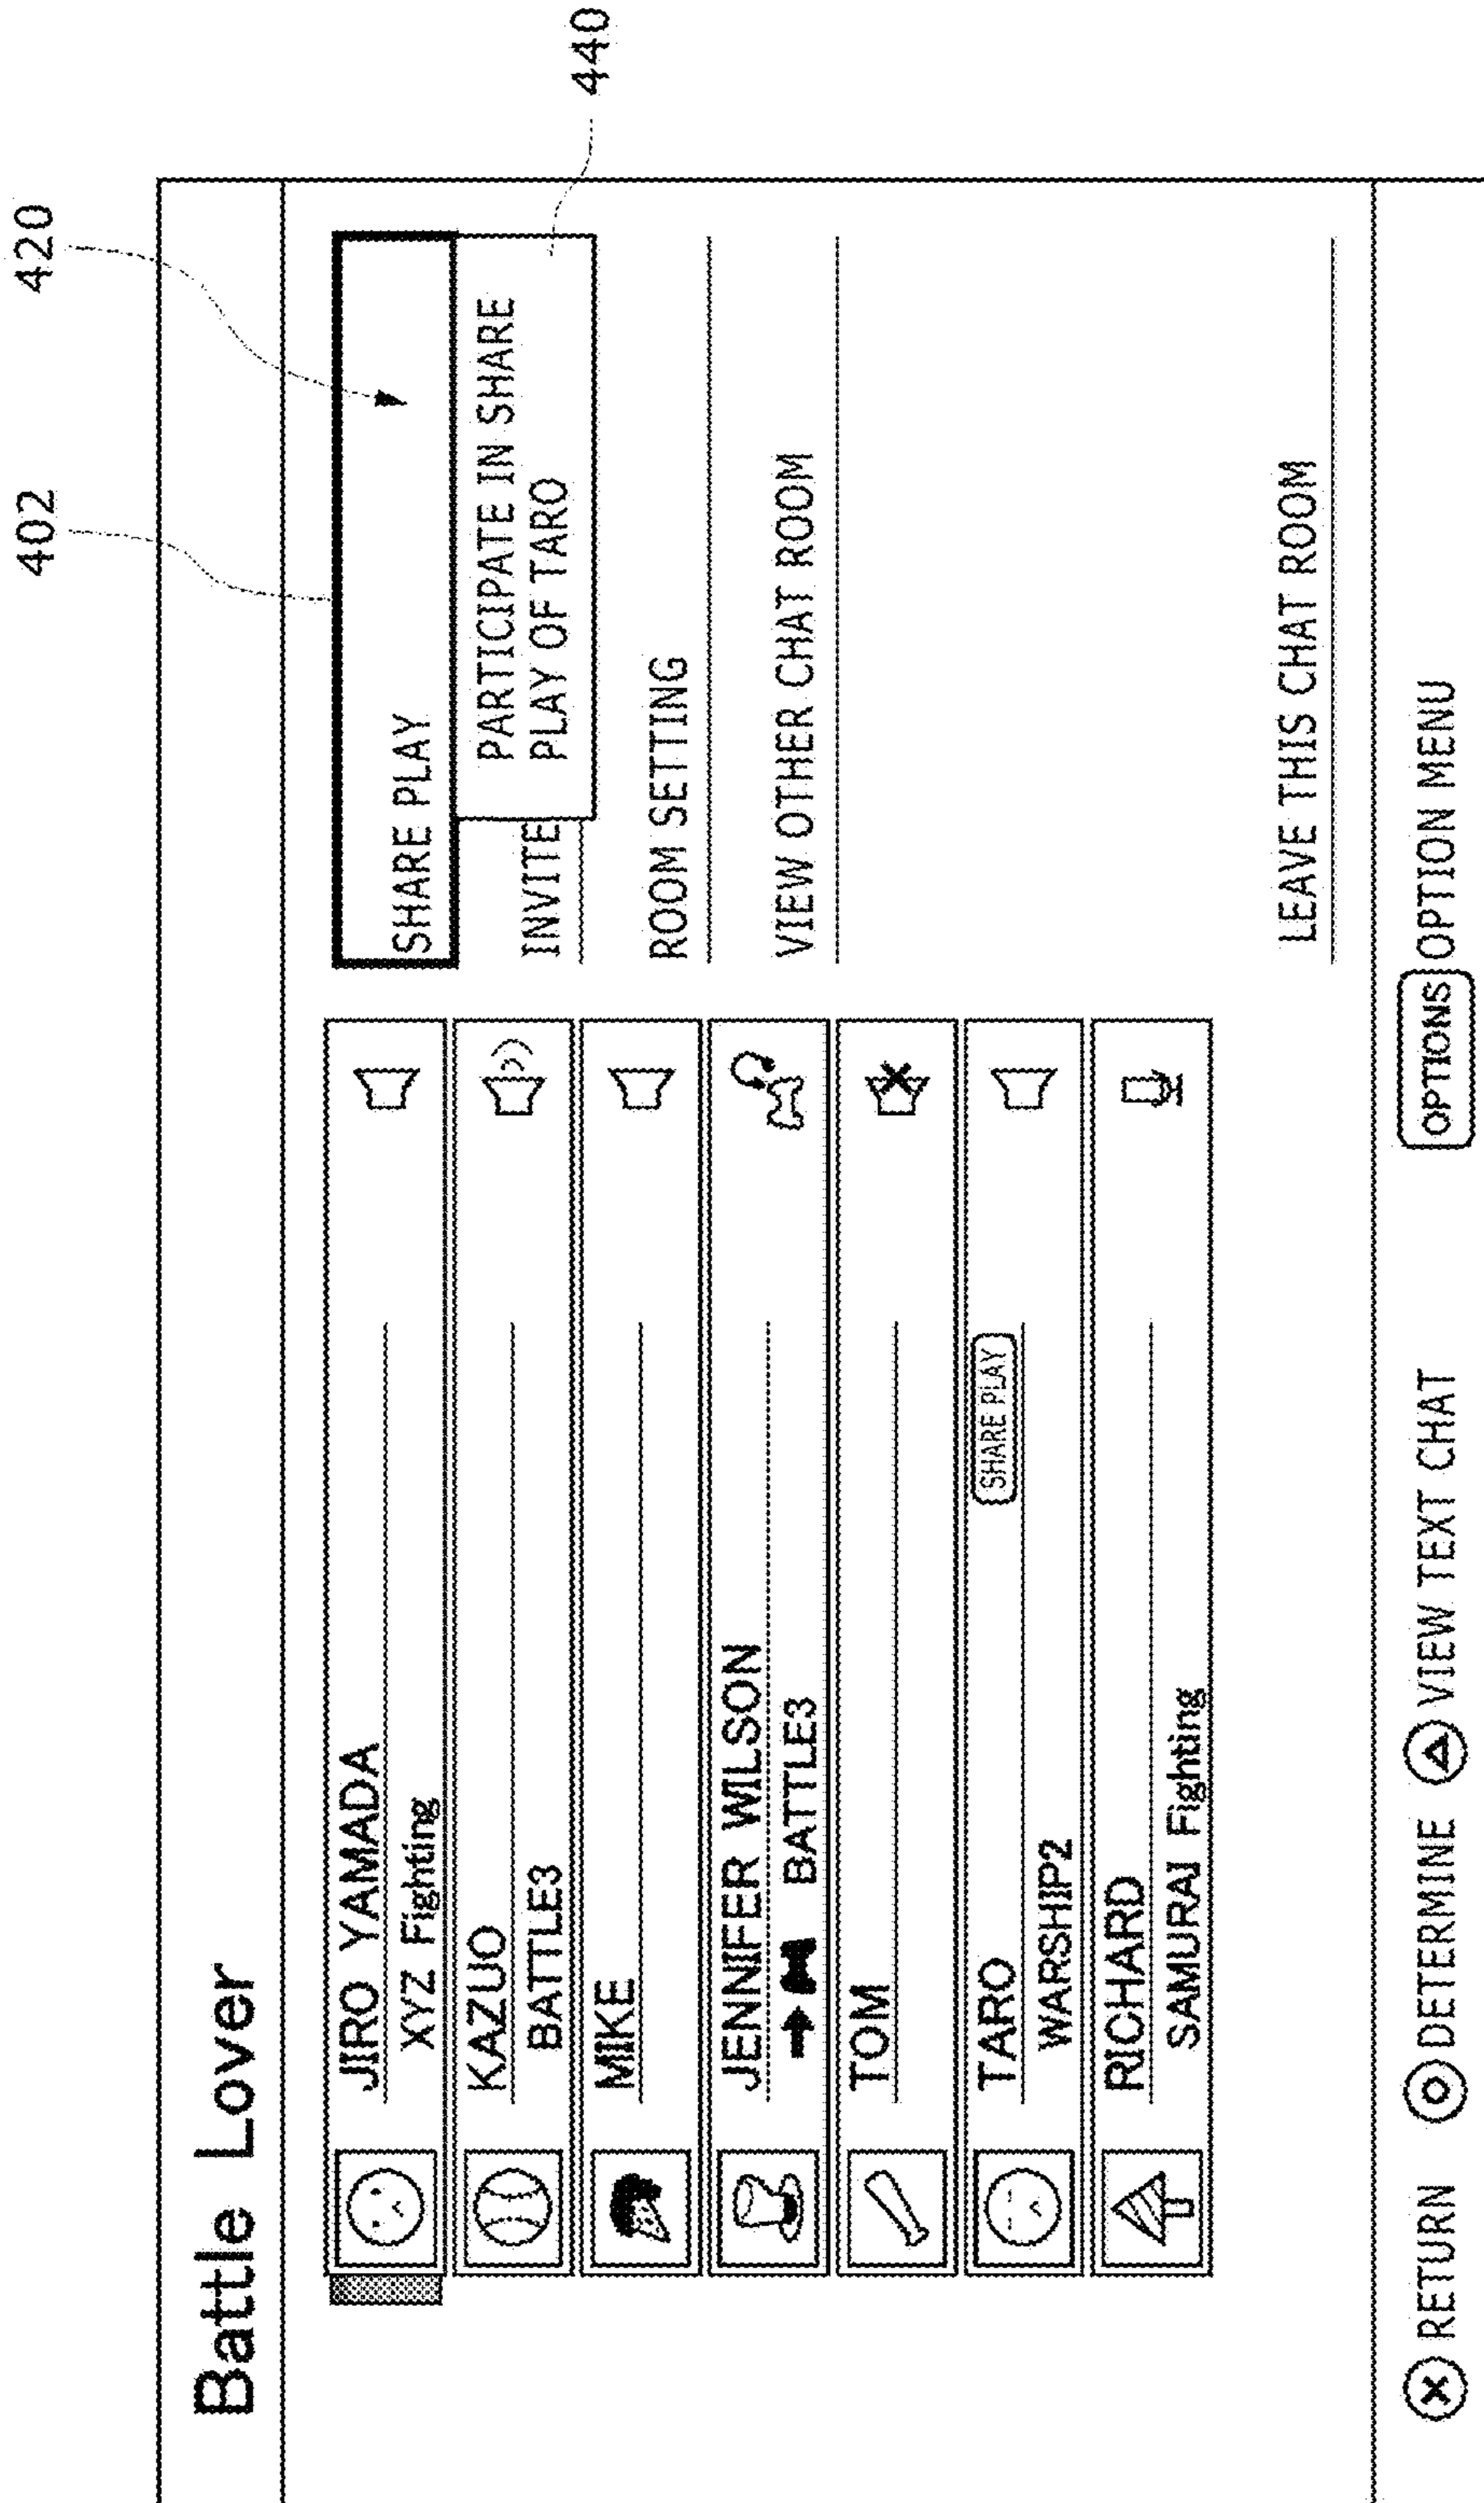 402
420
Battle Lover
JIRO YAMADA
XYZ Fighting
KAZUO
BATTLE3
MIKE
JENNIFER WILSON
BATTLE3
TOM
TARO
SHARE PLAY
WARSHIP2
RICHARD
SAMURAI Fighting
SHARE PLAY
PARTICIPATE IN SHARE
PLAY OF TARO
440
INVITE
ROOM SETTING
VIEW OTHER CHAT ROOM
LEAVE THIS CHAT ROOM
RETURN DETERMINE VIEW TEXT CHAT OPTIONS OPTION MENU